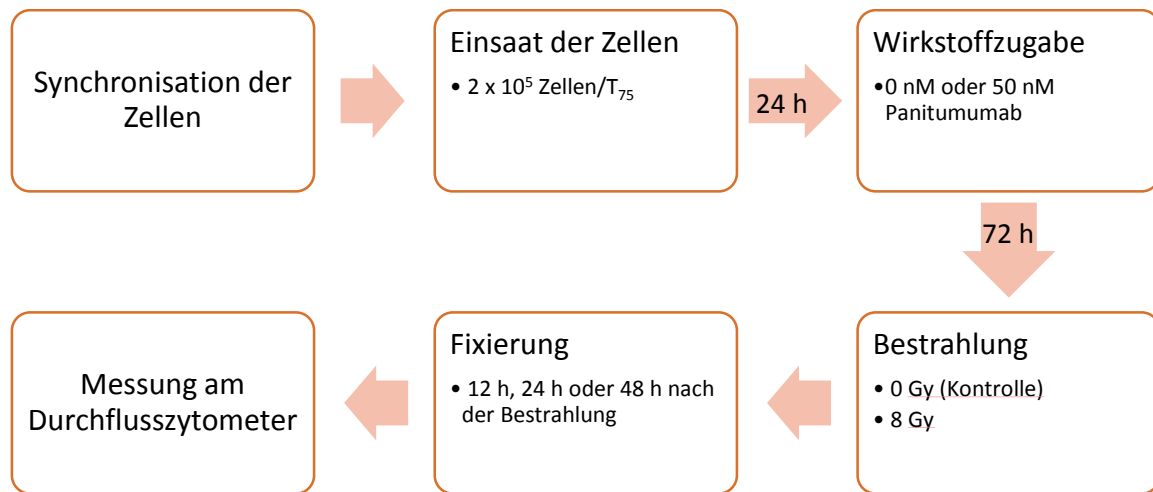 Synchronisation der
Zellen
Einsaat der Zellen
• 2 x 10⁵ Zellen/T₇₅
24 h
Wirkstoffzugabe
•0 nM oder 50 nM
Panitumumab
72 h
Bestrahlung
• 0 Gy (Kontrolle)
• 8 Gy
Fixierung
• 12 h, 24 h oder 48 h nach
der Bestrahlung
Messung am
Durchflusszytometer